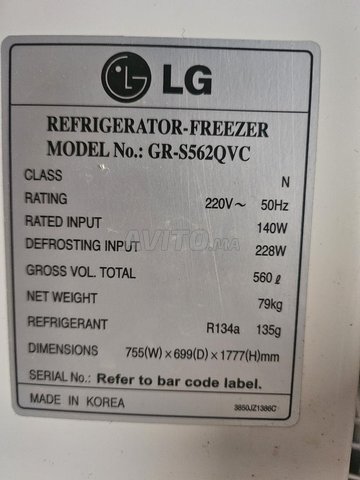 LG
REFRIGERATOR-FREEZER
MODEL No.: GR-S562QVC
CLASS N
RATING 220V~ 50Hz
RATED INPUT 140W
AVITO.ma
DEFROSTING INPUT 228W
GROSS VOL. TOTAL 560ℓ
NET WEIGHT 79kg
REFRIGERANT R134a 135g
DIMENSIONS 755(W) × 699(D) × 1777(H)mm
SERIAL No.: Refer to bar code label.
MADE IN KOREA 3850JZ1386C